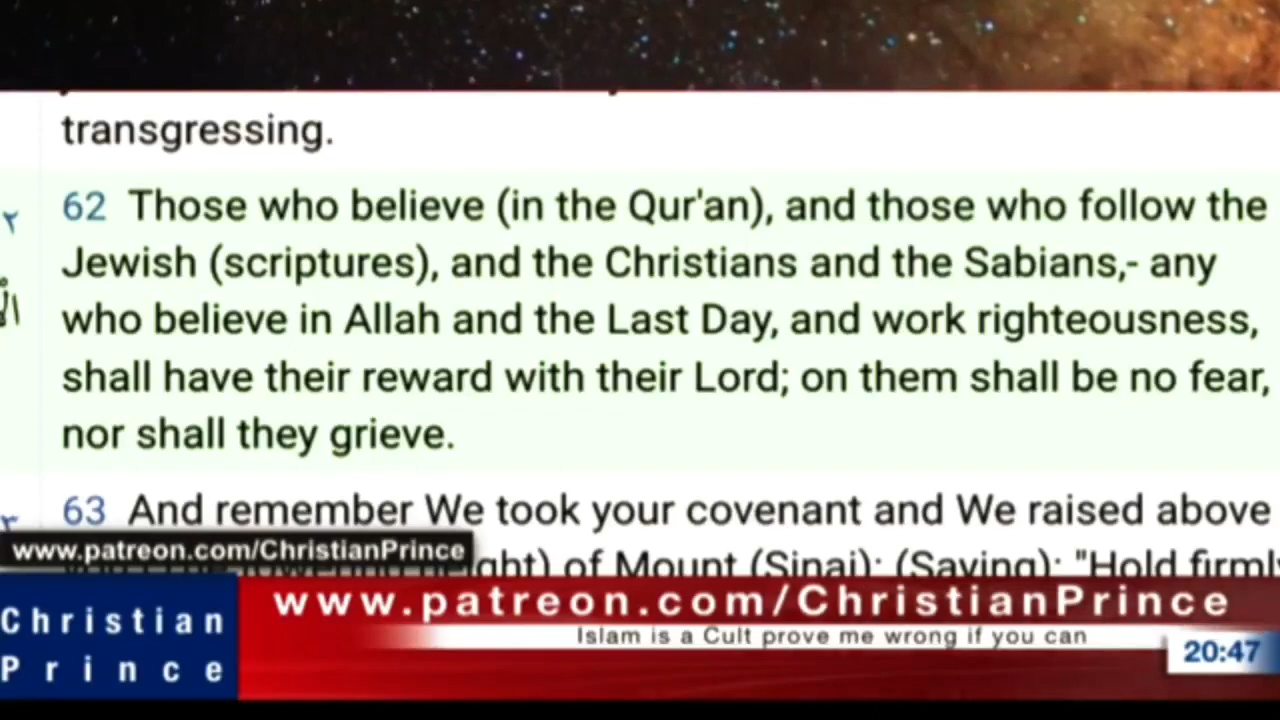 transgressing.
62 Those who believe (in the Qur'an), and those who follow the
Jewish (scriptures), and the Christians and the Sabians,- any
who believe in Allah and the Last Day, and work righteousness,
shall have their reward with their Lord; on them shall be no fear,
nor shall they grieve.
63 And remember We took your covenant and We raised above
of Mount (Sinai): (Saying): "Hold firmly
www.patreon.com/ChristianPrince
www.patreon.com/ChristianPrince
Islam is a Cult prove me wrong if you can
Christian
Prince
20:47